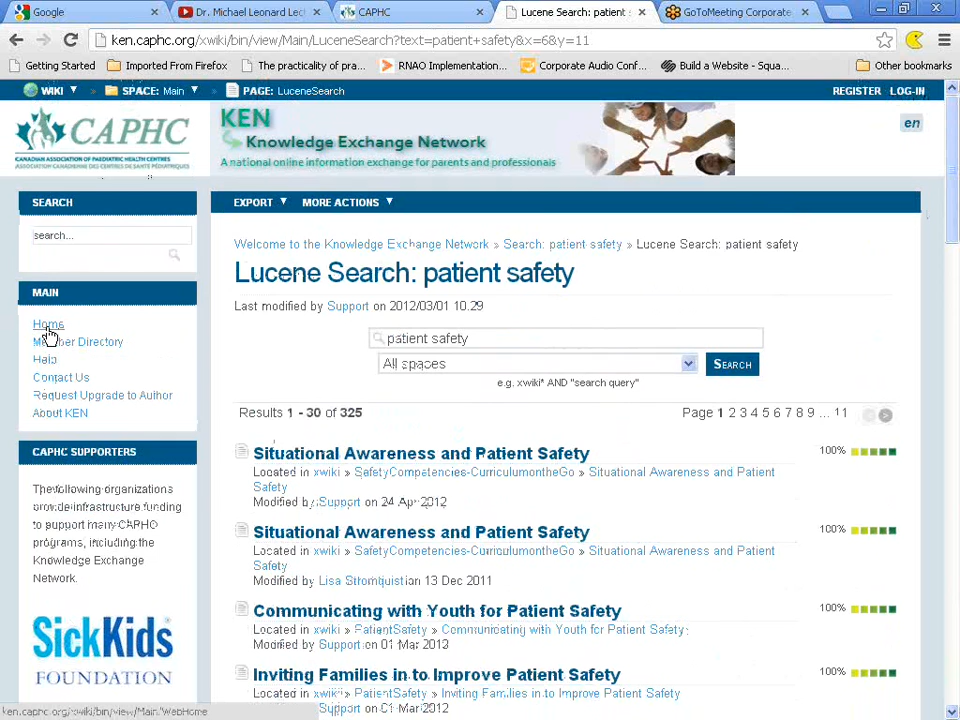 Google
Dr. Michael Leonard Lec
CAPHC
Lucene Search: patient s
GoToMeeting Corporate
ken.caphc.org/xwiki/bin/view/Main/LuceneSearch?text=patient+safety&x=6&y=11
Getting Started
Imported From Firefox
The practicality of pra...
RNAO Implementation...
Corporate Audio Conf...
Build a Website - Squa...
Other bookmarks
WIKI
SPACE: Main
PAGE: LuceneSearch
REGISTER LOG-IN
CAPHC
CANADIAN ASSOCIATION OF PAEDIATRIC HEALTH CENTRES
ASSOCIATION CANADIENNE DES CENTRES DE SANTÉ PÉDIATRIQUES
KEN
Knowledge Exchange Network
A national online information exchange for parents and professionals
en
SEARCH
search...
MAIN
Home
Member Directory
Help
Contact Us
Request Upgrade to Author
About KEN
CAPHC SUPPORTERS
The following organizations
provide infrastructure funding
to support many CAPHC
programs, including the
Knowledge Exchange
Network.
SickKids
FOUNDATION
EXPORT
MORE ACTIONS
Welcome to the Knowledge Exchange Network » Search: patient safety » Lucene Search: patient safety
Lucene Search: patient safety
Last modified by Support on 2012/03/01 10.29
patient safety
All spaces
SEARCH
e.g. xwiki* AND "search query"
Results 1 - 30 of 325
Page 1 2 3 4 5 6 7 8 9 ... 11
Situational Awareness and Patient Safety
100%
Located in xwiki » SafetyCompetencies-CurriculumontheGo » Situational Awareness and Patient
Safety
Modified by Support on 24 Apr 2012
Situational Awareness and Patient Safety
100%
Located in xwiki » SafetyCompetencies-CurriculumontheGo » Situational Awareness and Patient
Safety
Modified by Lisa Stromquist on 13 Dec 2011
Communicating with Youth for Patient Safety
100%
Located in xwiki » PatientSafety » Communicating with Youth for Patient Safety
Modified by Support on 01 Mar 2012
Inviting Families in to Improve Patient Safety
100%
Located in xwiki » PatientSafety » Inviting Families in to Improve Patient Safety
Support on 01 Mar 2012
ken.caphc.org/xwiki/bin/view/Main/WebHome